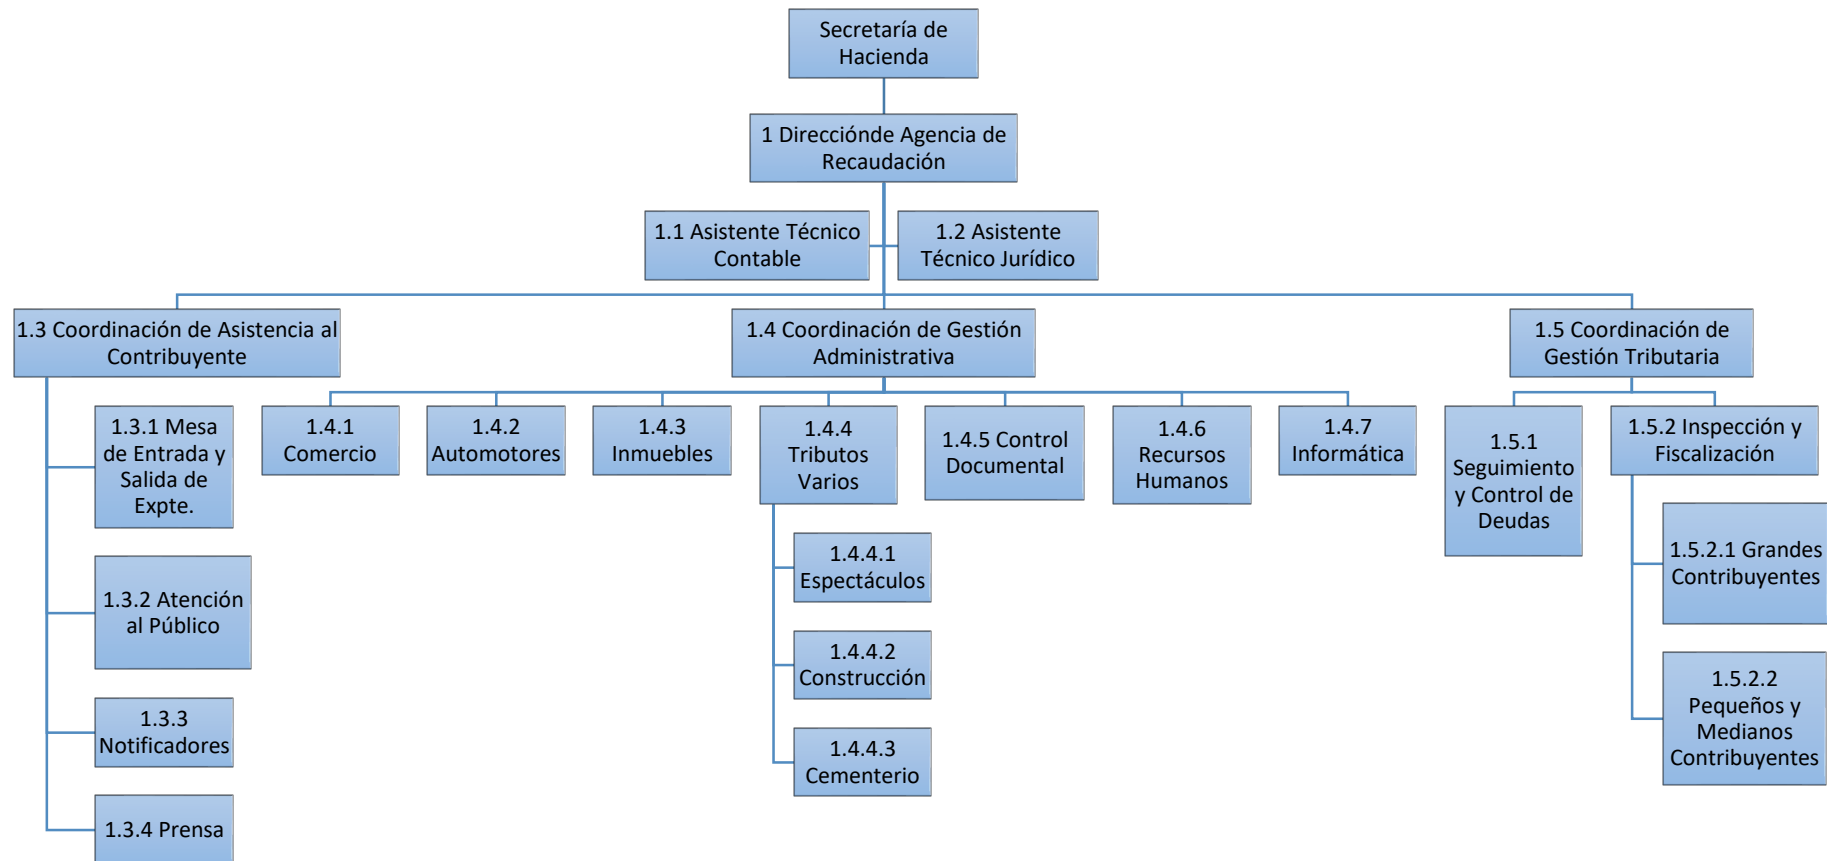 Secretaría de
Hacienda
1 Direcciónde Agencia de
Recaudación
1.1 Asistente Técnico
Contable
1.2 Asistente
Técnico Jurídico
1.3 Coordinación de Asistencia al
Contribuyente
1.4 Coordinación de Gestión
Administrativa
1.5 Coordinación de
Gestión Tributaria
1.3.1 Mesa
de Entrada y
Salida de
Expte.
1.3.2 Atención
al Público
1.3.3
Notificadores
1.3.4 Prensa
1.4.1
Comercio
1.4.2
Automotores
1.4.3
Inmuebles
1.4.4
Tributos
Varios
1.4.4.1
Espectáculos
1.4.4.2
Construcción
1.4.4.3
Cementerio
1.4.5 Control
Documental
1.4.6
Recursos
Humanos
1.4.7
Informática
1.5.1
Seguimiento
y Control de
Deudas
1.5.2 Inspección y
Fiscalización
1.5.2.1 Grandes
Contribuyentes
1.5.2.2
Pequeños y
Medianos
Contribuyentes